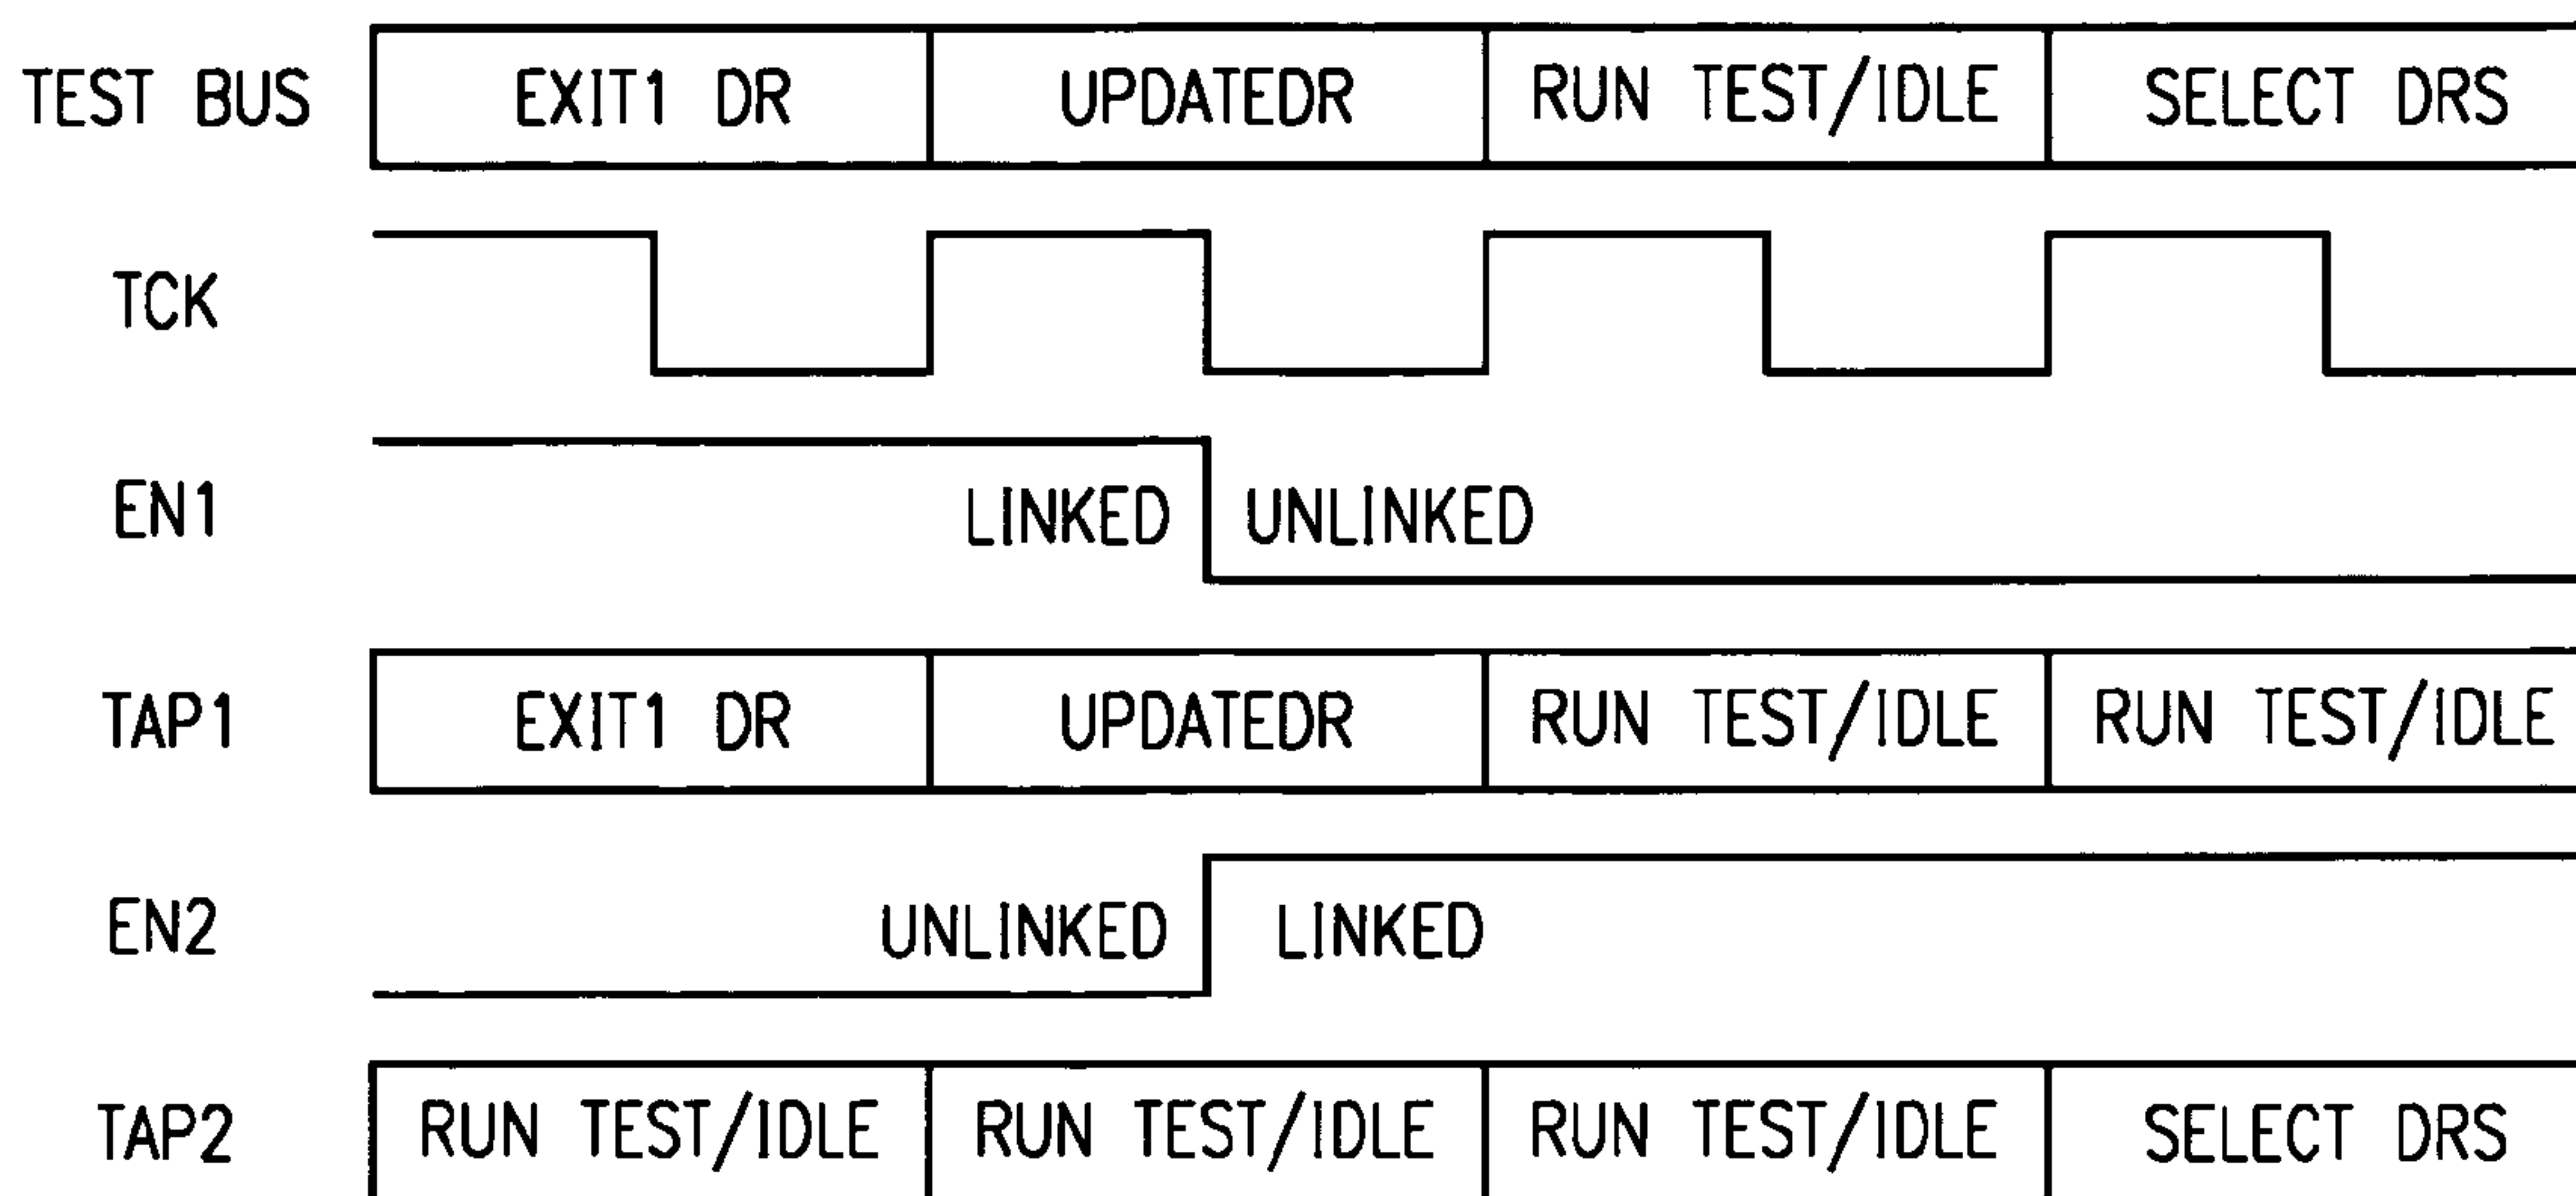 TEST BUS EXIT1 DR UPDATEDR RUN TEST/IDLE SELECT DRS
TCK
EN1 LINKED UNLINKED
TAP1 EXIT1 DR UPDATEDR RUN TEST/IDLE RUN TEST/IDLE
EN2 UNLINKED LINKED
TAP2 RUN TEST/IDLE RUN TEST/IDLE RUN TEST/IDLE SELECT DRS